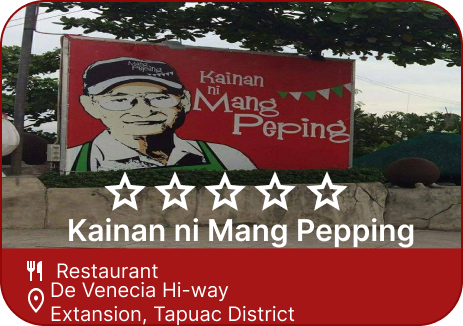 Mang
Peping
Kainan
ni
Mang
Peping
Kainan ni Mang Pepping
Restaurant
De Venecia Hi-way
Extansion, Tapuac District